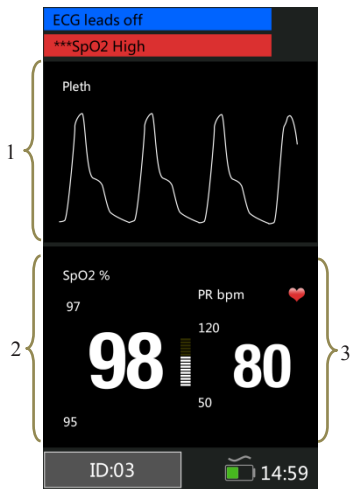 ECG leads off
***SpO2 High
Pleth
1
SpO2 %
97
PR bpm
120
2
98
80
3
50
95
ID:03
14:59